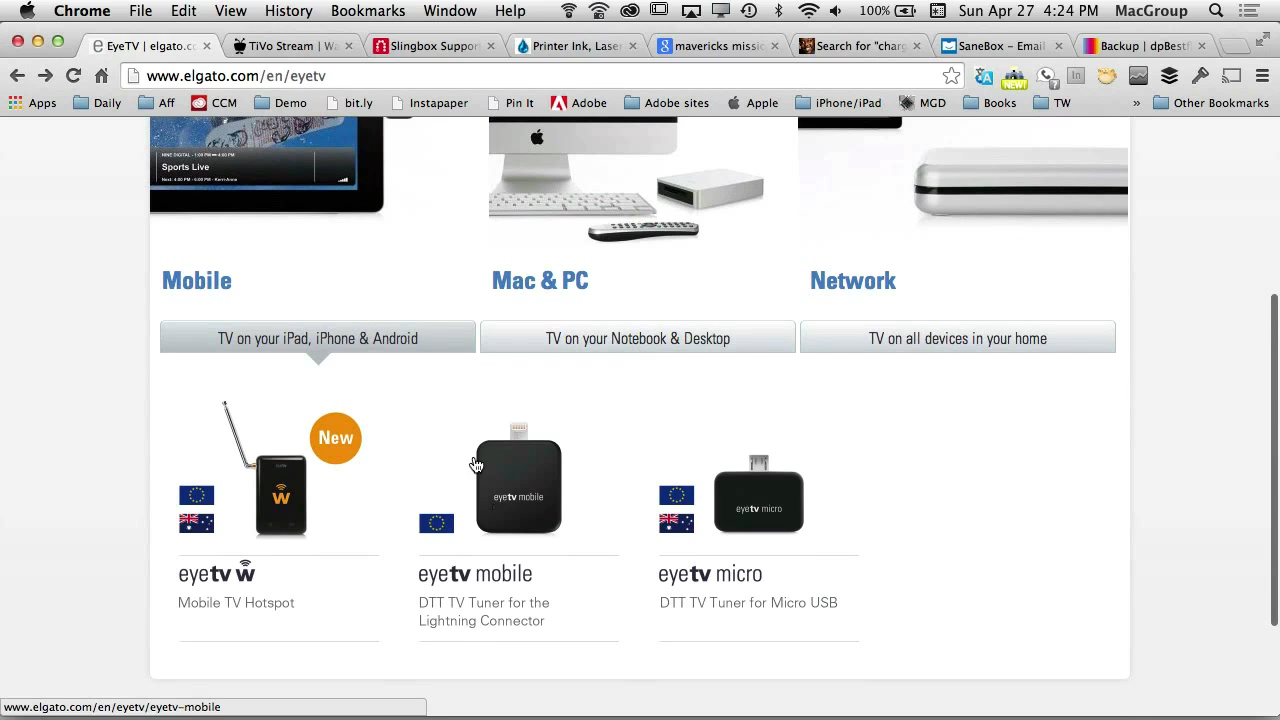 Chrome File Edit View History Bookmarks Window Help 100% Sun Apr 27 4:24 PM MacGroup
EyeTV | elgato.co TiVo Stream | Wa Slingbox Suppor Printer Ink, Laser mavericks missi Search for "charg SaneBox – Email Backup | dpBestf
www.elgato.com/en/eyetv
NEW!
Apps Daily Aff CCM Demo bit.ly Instapaper Pin It Adobe Adobe sites Apple iPhone/iPad MGD Books TW » Other Bookmarks
Sports Live
Mobile Mac & PC Network
TV on your iPad, iPhone & Android TV on your Notebook & Desktop TV on all devices in your home
New
w
eyetv mobile
eyetv micro
eyetv w eyetv mobile eyetv micro
Mobile TV Hotspot DTT TV Tuner for the DTT TV Tuner for Micro USB
Lightning Connector
www.elgato.com/en/eyetv/eyetv-mobile